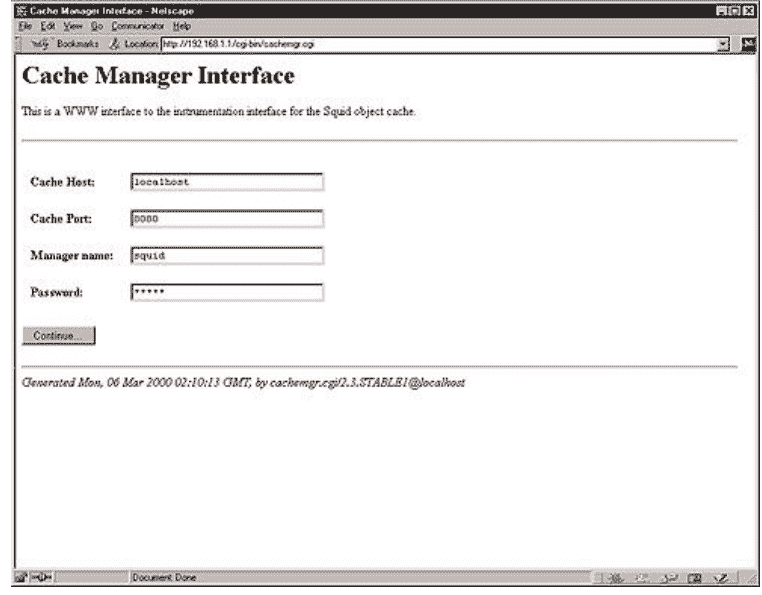 Cache Manager Interface - Netscape
File Edit View Go Communicator Help
Bookmarks Location: http://192.168.1.1/cgi-bin/cachemgr.cgi
Cache Manager Interface
This is a WWW interface to the instrumentation interface for the Squid object cache.
Cache Host: localhost
Cache Port: 8080
Manager name: squid
Password: *****
Continue...
Generated Mon, 06 Mar 2000 02:10:13 GMT, by cachemgr.cgi/2.3.STABLE1@localhost
Document: Done